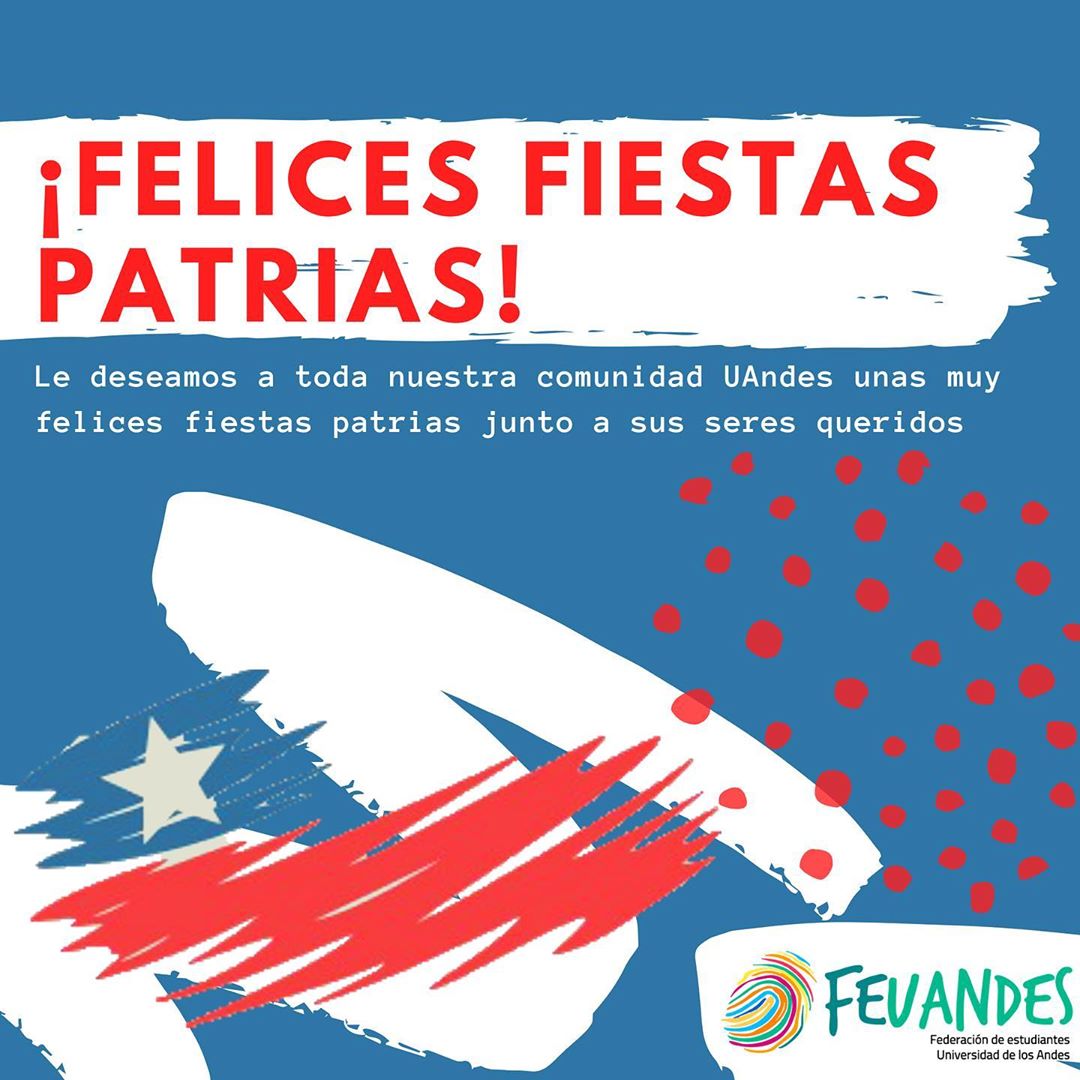 ¡FELICES FIESTAS
PATRIAS!
Le deseamos a toda nuestra comunidad UAndes unas muy
felices fiestas patrias junto a sus seres queridos
FEUANDES
Federación de estudiantes
Universidad de los Andes